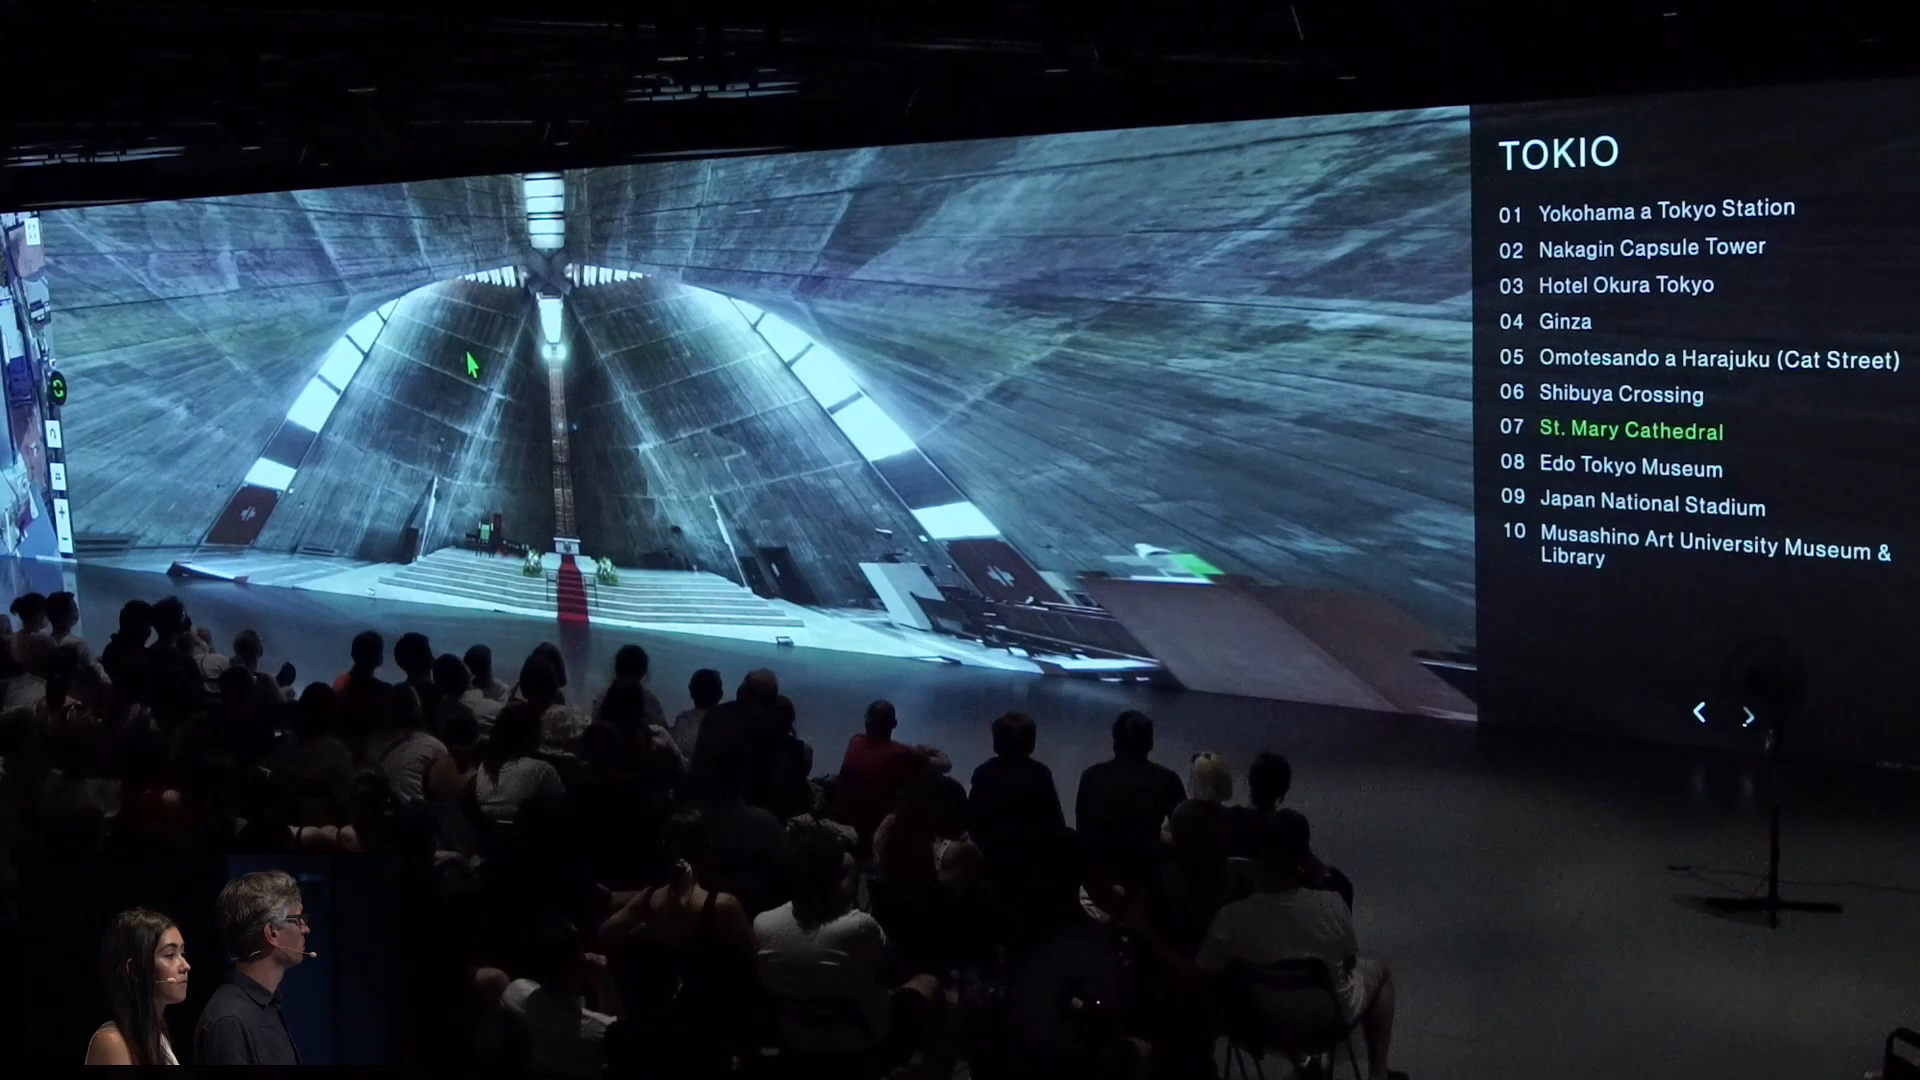 TOKIO
01 Yokohama a Tokyo Station
02 Nakagin Capsule Tower
03 Hotel Okura Tokyo
04 Ginza
05 Omotesando a Harajuku (Cat Street)
06 Shibuya Crossing
07 St. Mary Cathedral
08 Edo Tokyo Museum
09 Japan National Stadium
10 Musashino Art University Museum &
Library